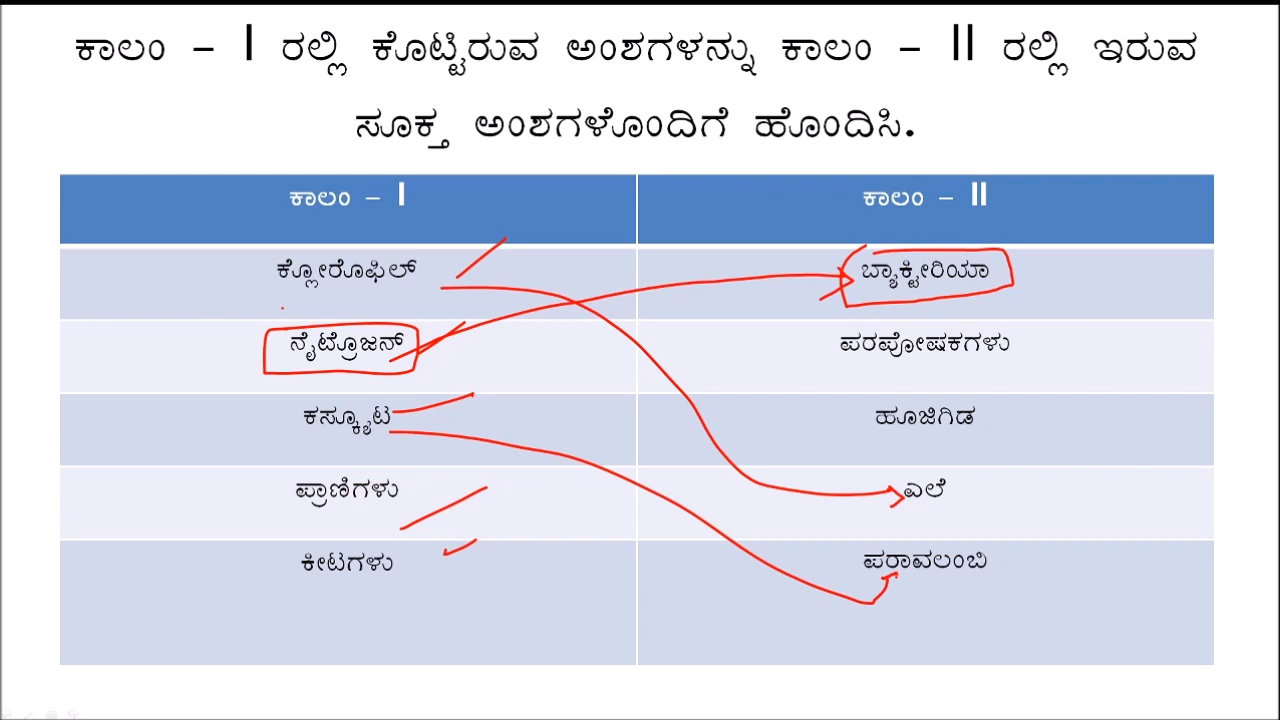 ಕಾಲಂ – I ರಲ್ಲಿ ಕೊಟ್ಟಿರುವ ಅಂಶಗಳನ್ನು ಕಾಲಂ – II ರಲ್ಲಿ ಇರುವ
ಸೂಕ್ತ ಅಂಶಗಳೊಂದಿಗೆ ಹೊಂದಿಸಿ.
ಕಾಲಂ – I ಕಾಲಂ – II
ಕ್ಲೋರೊಫಿಲ್ ಬ್ಯಾಕ್ಟೀರಿಯಾ
ನೈಟ್ರೊಜನ್ ಪರಪೋಷಕಗಳು
ಕಸ್ಕ್ಯೂಟ ಹೂಜಿಗಿಡ
ಪ್ರಾಣಿಗಳು ಎಲೆ
ಕೀಟಗಳು ಪರಾವಲಂಬಿ